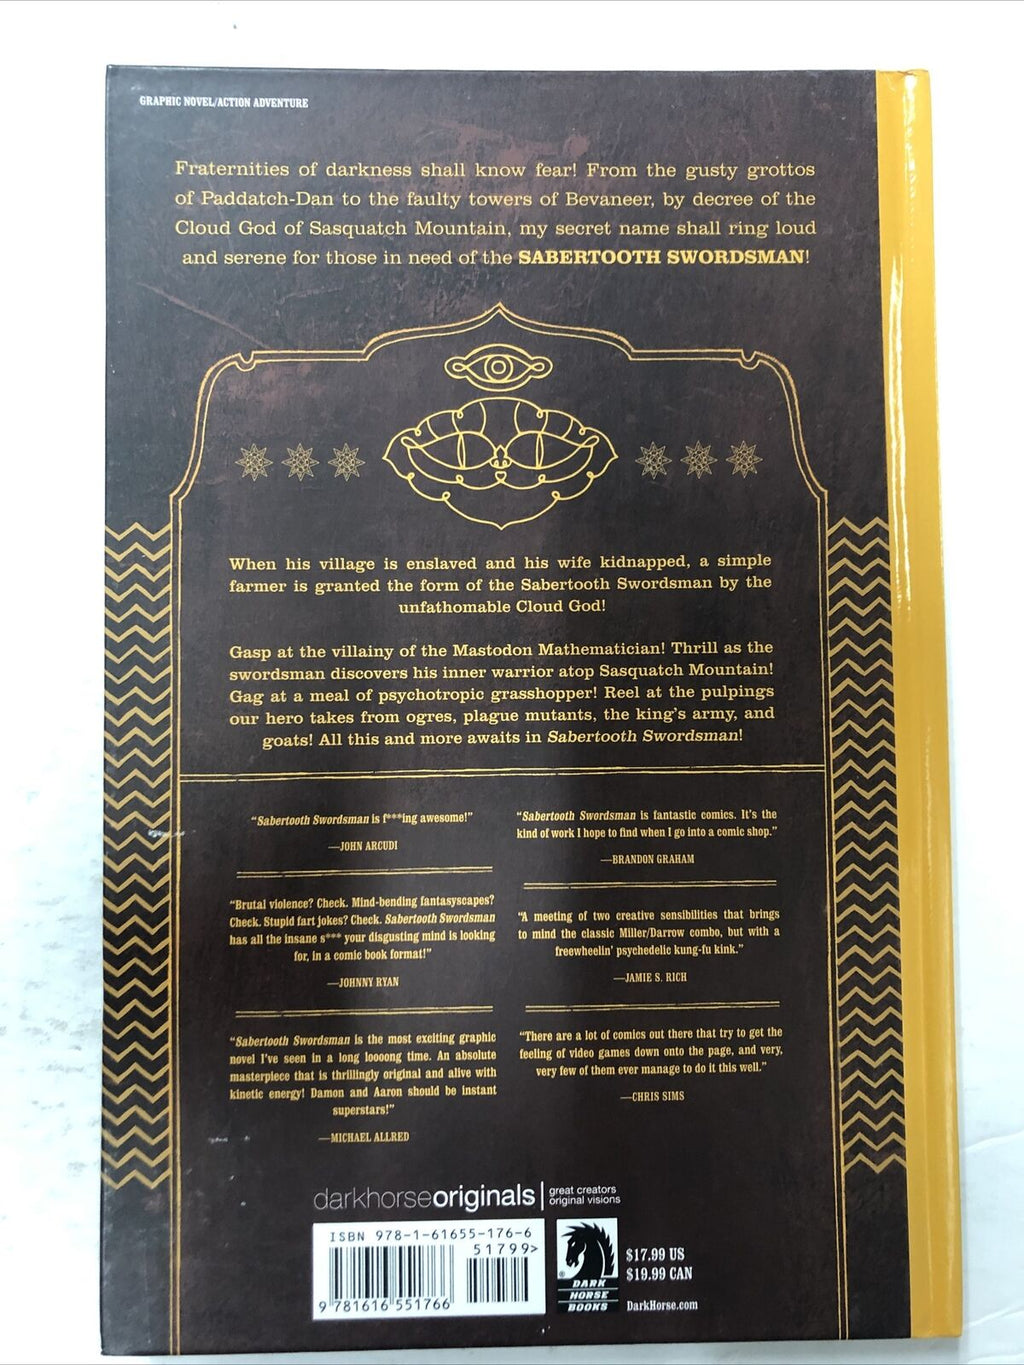 GRAPHIC NOVEL/ACTION ADVENTURE
Fraternities of darkness shall know fear! From the gusty grottos
of Paddatch-Dan to the faulty towers of Bevaneer, by decree of the
Cloud God of Sasquatch Mountain, my secret name shall ring loud
and serene for those in need of the SABERTOOTH SWORDSMAN!
When his village is enslaved and his wife kidnapped, a simple
farmer is granted the form of the Sabertooth Swordsman by the
unfathomable Cloud God!
Gasp at the villainy of the Mastodon Mathematician! Thrill as the
swordsman discovers his inner warrior atop Sasquatch Mountain!
Gag at a meal of psychotropic grasshopper! Reel at the pulpings
our hero takes from ogres, plague mutants, the king's army, and
goats! All this and more awaits in Sabertooth Swordsman!
"Sabertooth Swordsman is f***ing awesome!"
—JOHN ARCUDI
"Brutal violence? Check. Mind-bending fantasyscapes?
Check. Stupid fart jokes? Check. Sabertooth Swordsman
has all the insane s*** your disgusting mind is looking
for, in a comic book format!"
—JOHNNY RYAN
"Sabertooth Swordsman is the most exciting graphic
novel I've seen in a long loooong time. An absolute
masterpiece that is thrillingly original and alive with
kinetic energy! Damon and Aaron should be instant
superstars!"
—MICHAEL ALLRED
"Sabertooth Swordsman is fantastic comics. It's the
kind of work I hope to find when I go into a comic shop."
—BRANDON GRAHAM
"A meeting of two creative sensibilities that brings
to mind the classic Miller/Darrow combo, but with a
freewheelin' psychedelic kung-fu kink."
—JAMIE S. RICH
"There are a lot of comics out there that try to get the
feeling of video games down onto the page, and very,
very few of them ever manage to do it this well."
—CHRIS SIMS
darkhorseoriginals
great creators
original visions
ISBN 978-1-61655-176-6
51799>
9 781616 551766
DARK
HORSE
BOOKS
$17.99 US
$19.99 CAN
DarkHorse.com